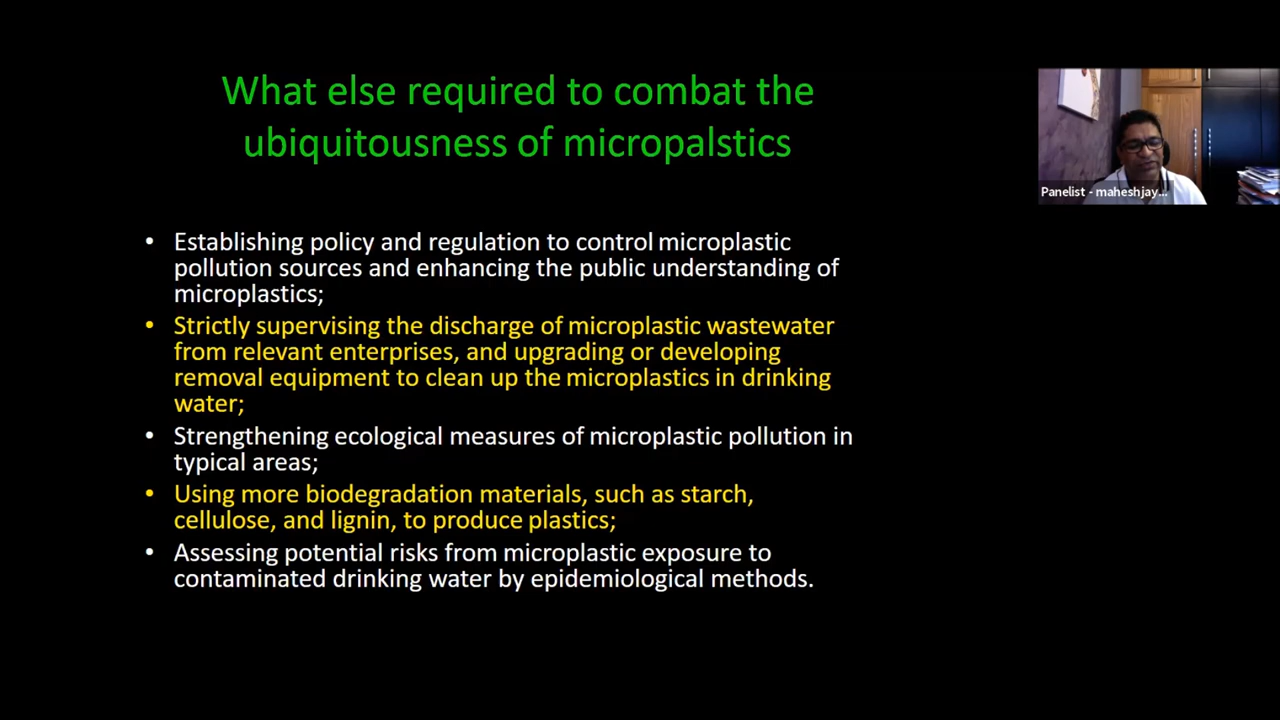 What else required to combat the
ubiquitousness of micropalstics
Panelist - maheshjay...
• Establishing policy and regulation to control microplastic
pollution sources and enhancing the public understanding of
microplastics;
• Strictly supervising the discharge of microplastic wastewater
from relevant enterprises, and upgrading or developing
removal equipment to clean up the microplastics in drinking
water;
• Strengthening ecological measures of microplastic pollution in
typical areas;
• Using more biodegradation materials, such as starch,
cellulose, and lignin, to produce plastics;
• Assessing potential risks from microplastic exposure to
contaminated drinking water by epidemiological methods.